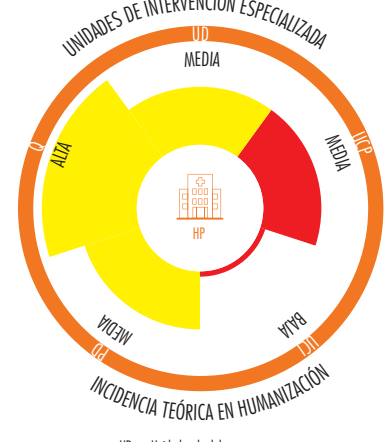 UNIDADES DE INTERVENCIÓN ESPECIALIZADA
UD
MEDIA
UCP
MEDIA
Q
ALTA
HP
BAJA
UCI
MEDIA
PD
INCIDENCIA TEÓRICA EN HUMANIZACIÓN